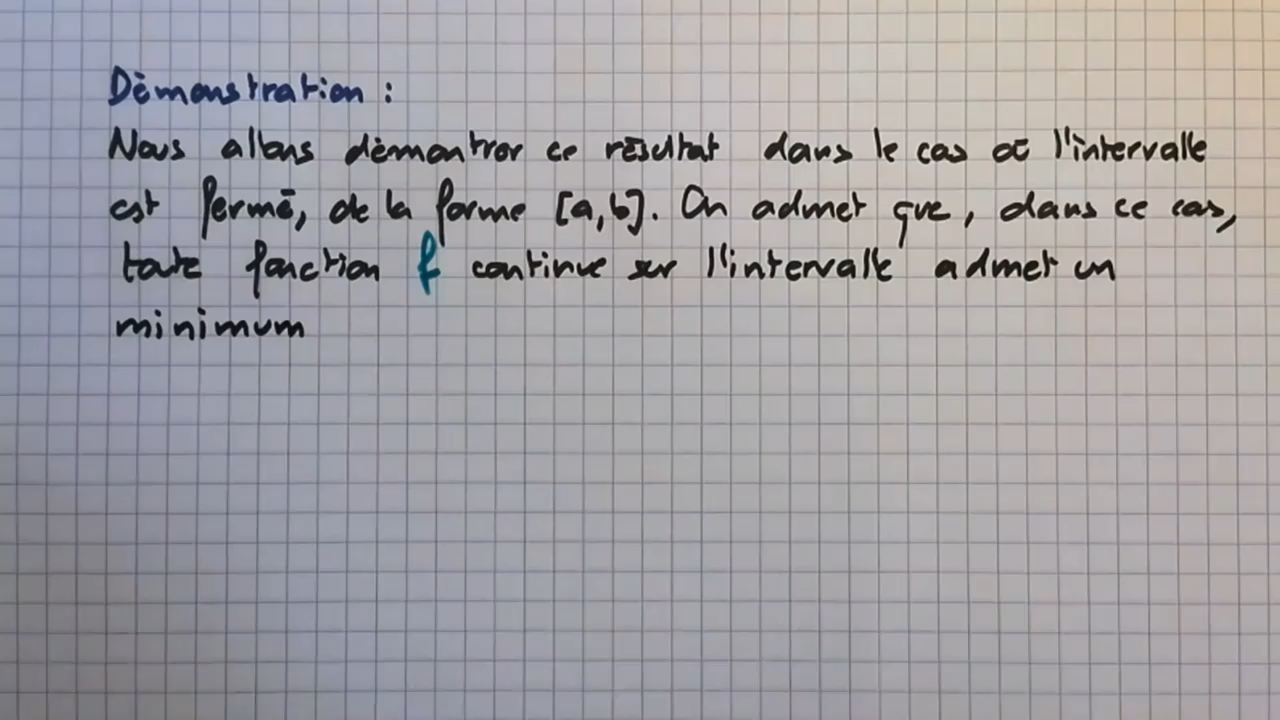 Démonstration :
Nous allons démontrer ce résultat dans le cas où l'intervalle
est fermé, de la forme [a,b]. On admet que, dans ce cas,
toute fonction f continue sur l'intervalle admet un
minimum